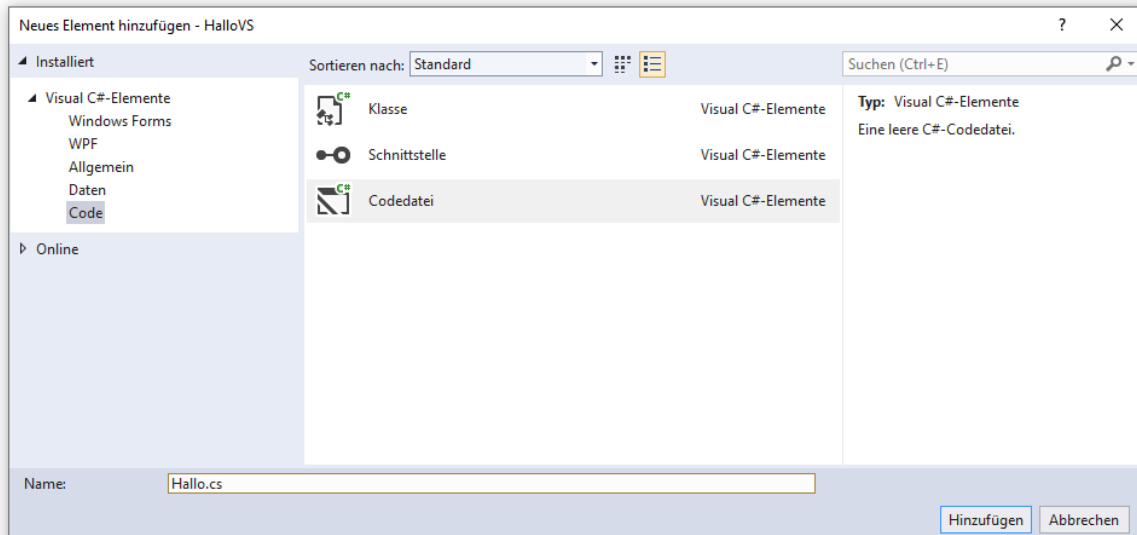 Neues Element hinzufügen - HalloVS
?
Installiert
Sortieren nach:
Standard
Suchen (Ctrl+E)
Visual C#-Elemente
Windows Forms
WPF
Allgemein
Daten
Code
Online
C#
Klasse
Visual C#-Elemente
Schnittstelle
Visual C#-Elemente
C#
Codedatei
Visual C#-Elemente
Typ: Visual C#-Elemente
Eine leere C#-Codedatei.
Name:
Hallo.cs
Hinzufügen
Abbrechen